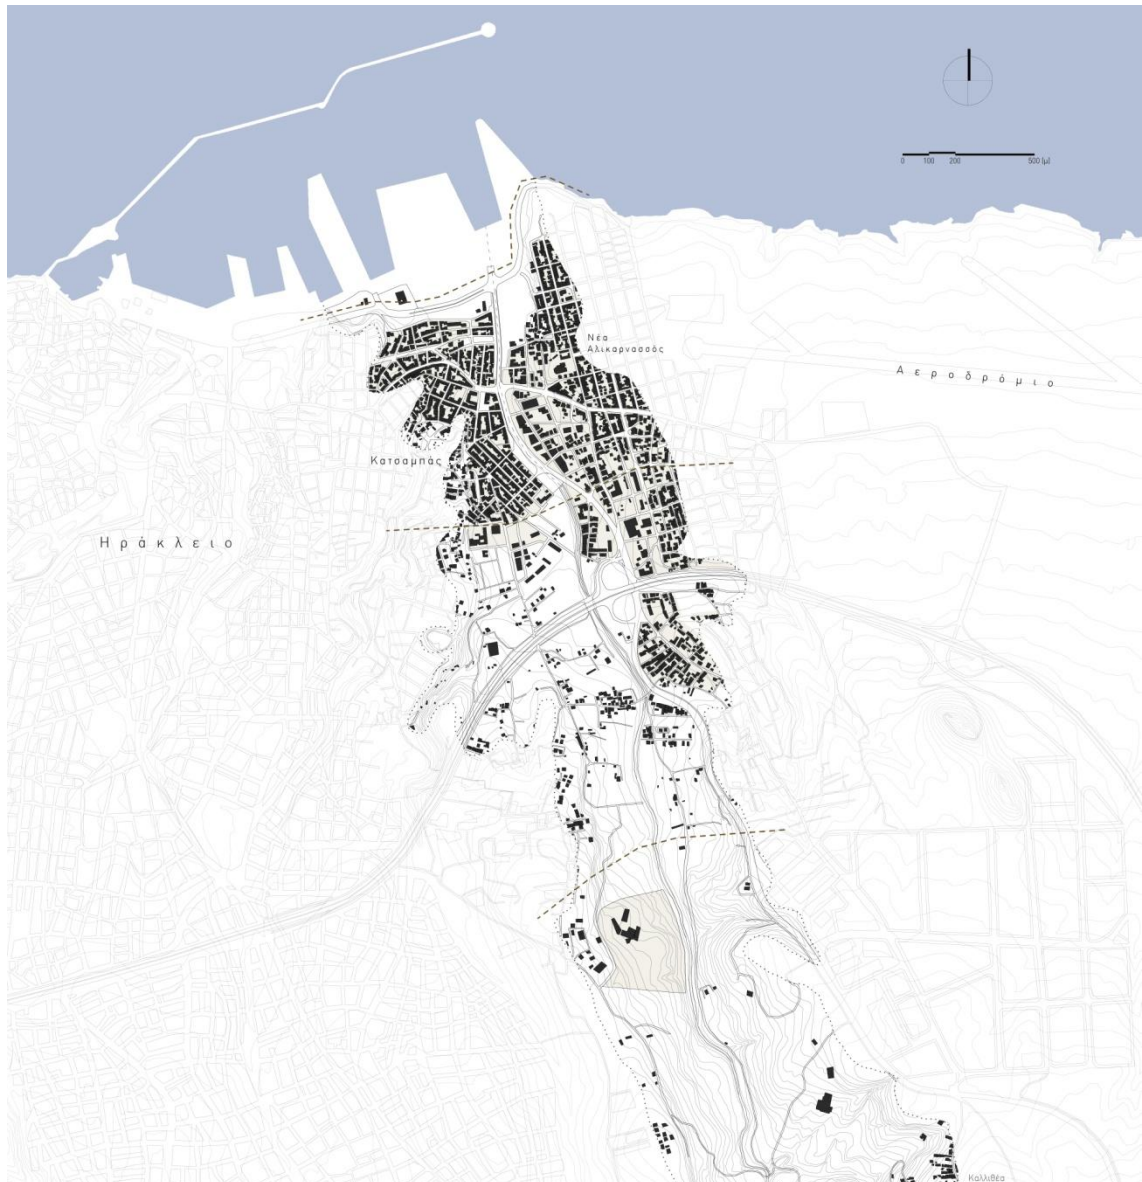 0 100 200 500 (μ)
Νέα
Αλικαρνασσός
Αεροδρόμιο
Κατσαμπάς
Ηράκλειο
Καλλιθέα